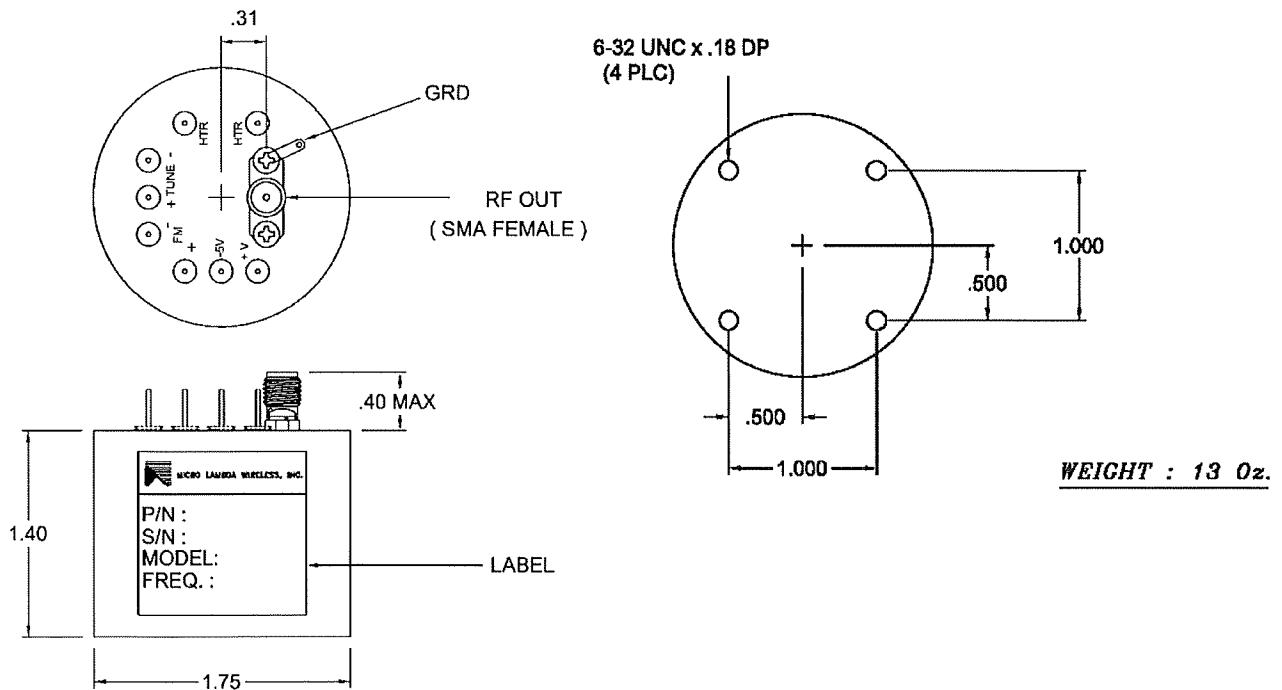 .31
GRD
HTR
HTR
- TUNE +
RF OUT
( SMA FEMALE )
- FM +
-5V
+V
6-32 UNC x .18 DP
(4 PLC)
1.000
.500
.500
1.000
WEIGHT : 13 Oz.
.40 MAX
MICRO LAMBDA WIRELESS, INC.
P/N :
S/N :
MODEL:
FREQ. :
LABEL
1.40
1.75